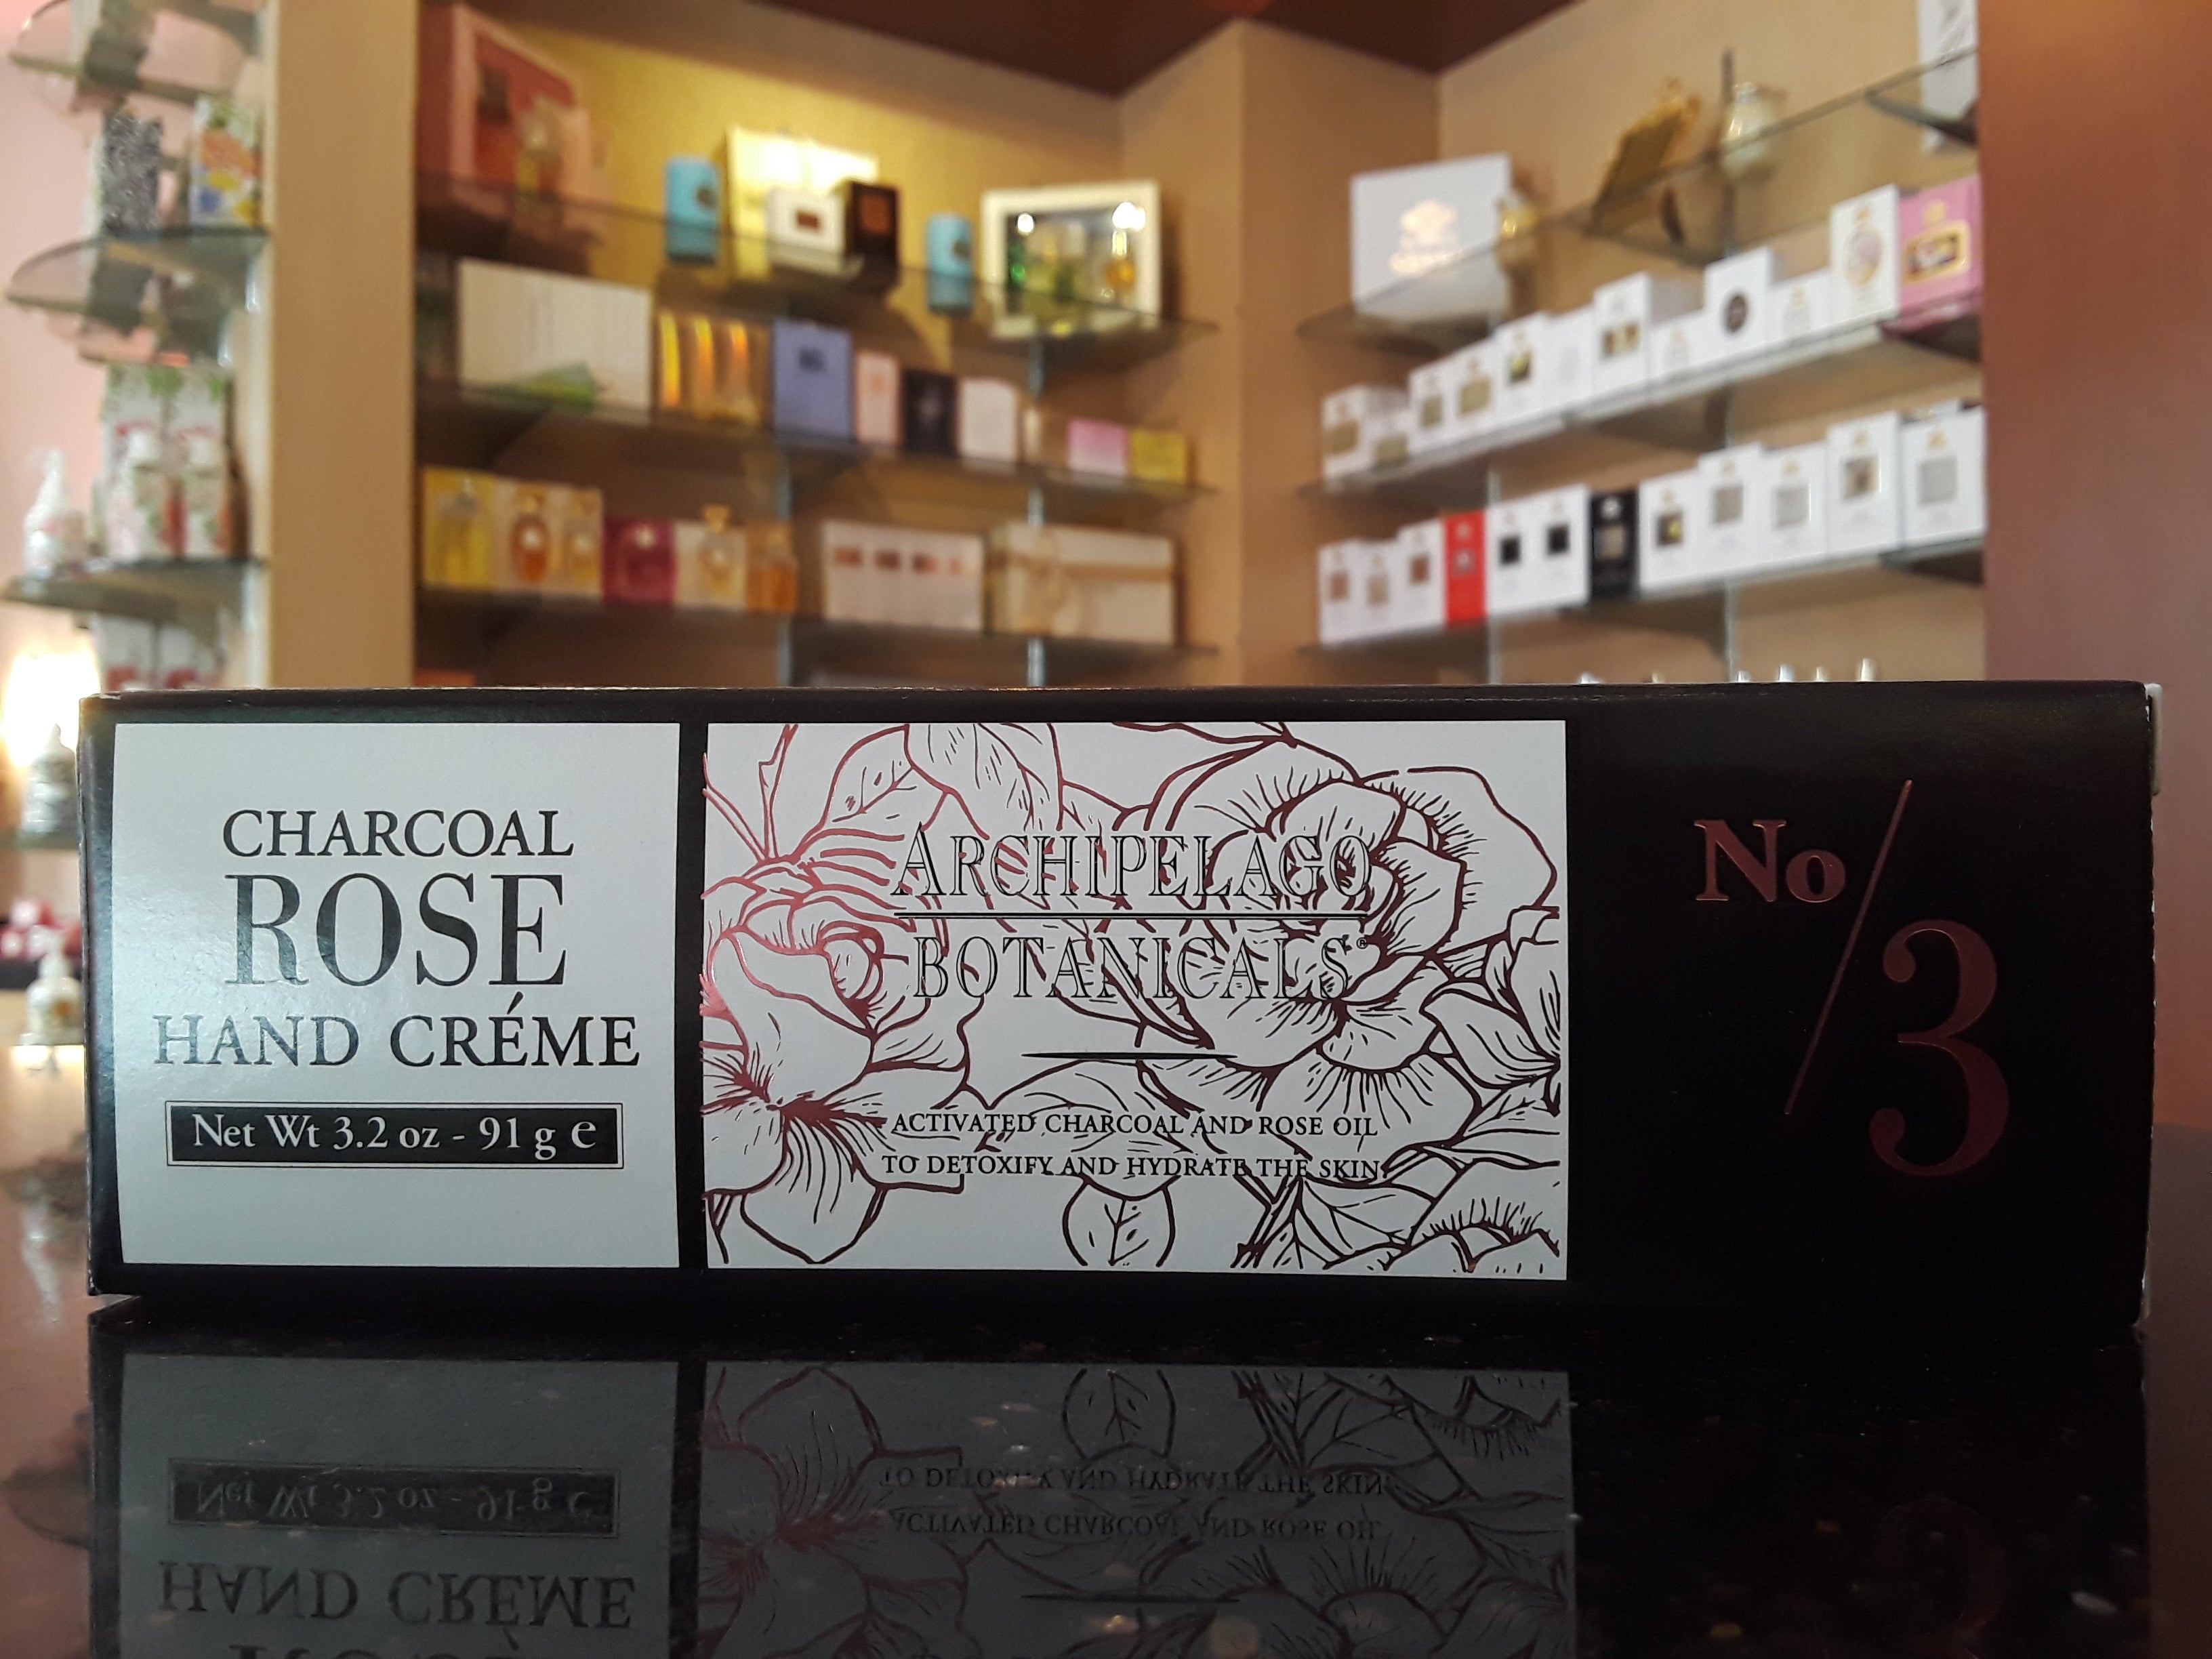 CHARCOAL
ROSE
HAND CRÉME
Net Wt 3.2 oz - 91 g e
ARCHIPELAGO
BOTANICALS®
ACTIVATED CHARCOAL AND ROSE OIL
TO DETOXIFY AND HYDRATE THE SKIN
No/3